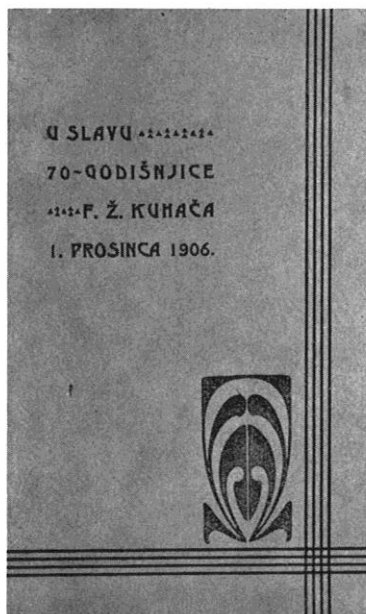 U SLAVU
70-GODIŠNJICE
F. Ž. KUHAČA
1. PROSINCA 1906.